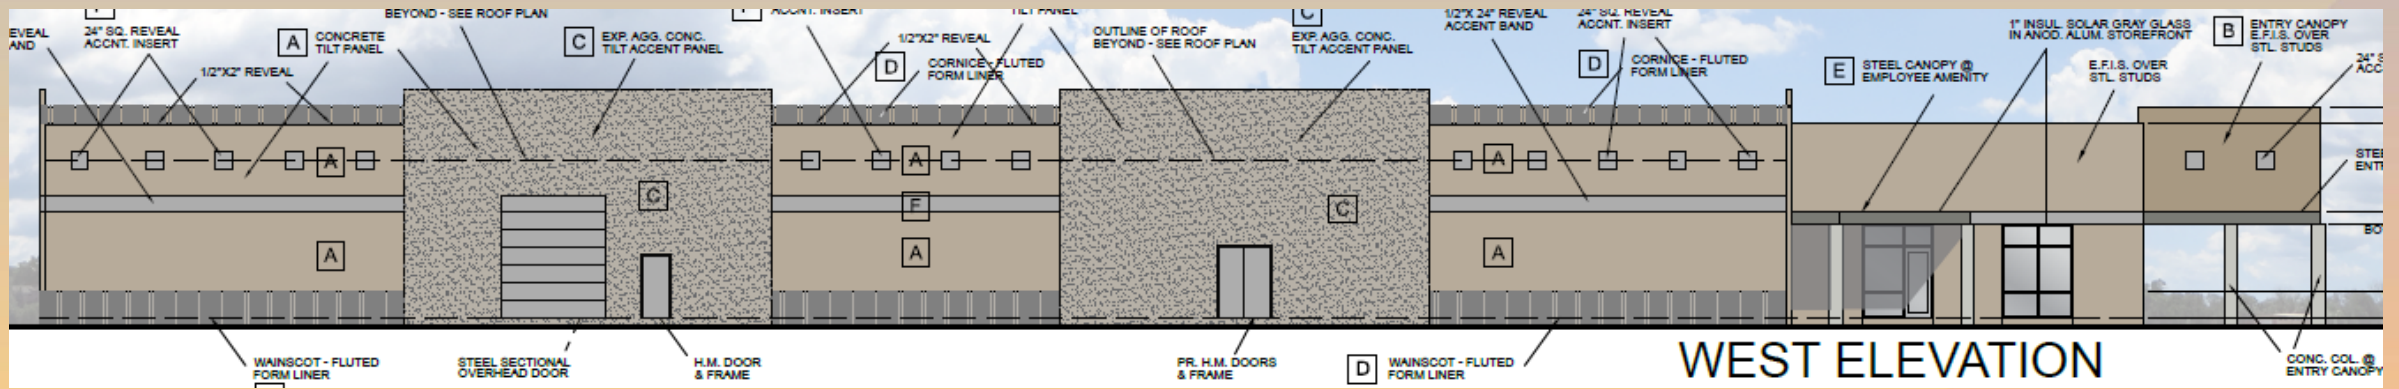 EVEAL
AND
24" SQ. REVEAL
ACCNT. INSERT
1/2"X2" REVEAL
A
CONCRETE
TILT PANEL
BEYOND - SEE ROOF PLAN
C
EXP. AGG. CONC.
TILT ACCENT PANEL
ACCNT. INSERT
1/2"X2" REVEAL
D
CORNICE - FLUTED
FORM LINER
TILT PANEL
OUTLINE OF ROOF
BEYOND - SEE ROOF PLAN
C
EXP. AGG. CONC.
TILT ACCENT PANEL
1/2"X 24" REVEAL
ACCENT BAND
24" SQ. REVEAL
ACCNT. INSERT
D
CORNICE - FLUTED
FORM LINER
E
STEEL CANOPY @
EMPLOYEE AMENITY
1" INSUL. SOLAR GRAY GLASS
IN ANOD. ALUM. STOREFRONT
E.F.I.S. OVER
STL. STUDS
B
ENTRY CANOPY
E.F.I.S. OVER
STL. STUDS
24" S
ACC
A
A
A
C
F
C
STEE
ENTR
A
A
A
BO
WAINSCOT - FLUTED
FORM LINER
STEEL SECTIONAL
OVERHEAD DOOR
H.M. DOOR
& FRAME
PR. H.M. DOORS
& FRAME
D
WAINSCOT - FLUTED
FORM LINER
WEST ELEVATION
CONC. COL. @
ENTRY CANOPY